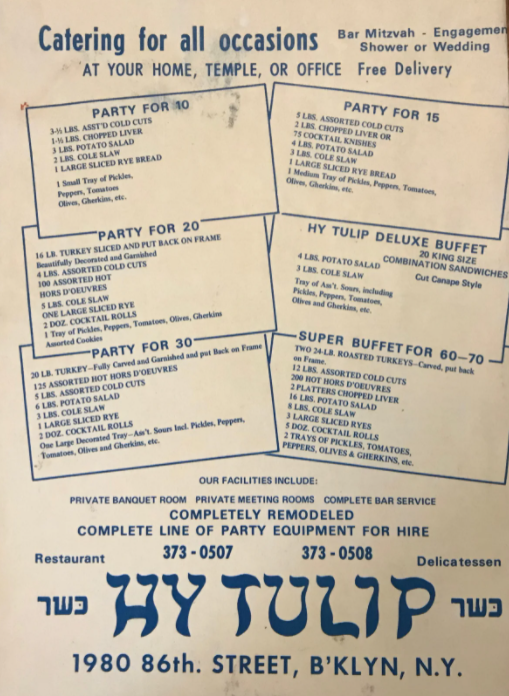 Catering for all occasions
Bar Mitzvah - Engagemen
Shower or Wedding
AT YOUR HOME, TEMPLE, OR OFFICE Free Delivery
PARTY FOR 10
3-½ LBS. ASST'D COLD CUTS
1-½ LBS. CHOPPED LIVER
3 LBS. POTATO SALAD
2 LBS. COLE SLAW
1 LARGE SLICED RYE BREAD
1 Small Tray of Pickles,
Peppers, Tomatoes
Olives, Gherkins, etc.
PARTY FOR 15
5 LBS. ASSORTED COLD CUTS
2 LBS. CHOPPED LIVER OR
75 COCKTAIL KNISHES
4 LBS. POTATO SALAD
3 LBS. COLE SLAW
1 LARGE SLICED RYE BREAD
1 Medium Tray of Pickles, Peppers, Tomatoes,
Olives, Gherkins, etc.
PARTY FOR 20
16 LB. TURKEY SLICED AND PUT BACK ON FRAME
Beautifully Decorated and Garnished
4 LBS. ASSORTED COLD CUTS
100 ASSORTED HOT
HORS D'OEUVRES
5 LBS. COLE SLAW
ONE LARGE SLICED RYE
2 DOZ. COCKTAIL ROLLS
1 Tray of Pickles, Peppers, Tomatoes, Olives, Gherkin
Assorted Cookies
HY TULIP DELUXE BUFFET
20 KING SIZE
COMBINATION SANDWICHES
Cut Canape Style
4 LBS. POTATO SALAD
3 LBS. COLE SLAW
Tray of Am't. Sours, including
Pickles, Peppers, Tomatoes,
Olives and Gherkins, etc.
PARTY FOR 30
20 LB. TURKEY—Fully Carved and Garnished and put Back on Frame
125 ASSORTED HOT HORS D'OEUVRES
5 LBS. ASSORTED COLD CUTS
6 LBS. POTATO SALAD
3 LBS. COLE SLAW
1 LARGE SLICED RYE
2 DOZ. COCKTAIL ROLLS
One Large Decorated Tray—Am't. Sours Incl. Pickles, Peppers,
Tomatoes, Olives and Gherkins, etc.
SUPER BUFFET FOR 60—70
TWO 24-LB. ROASTED TURKEYS—Carved, put back
on Frame.
12 LBS. ASSORTED COLD CUTS
200 HOT HORS D'OEUVRES
2 PLATTERS CHOPPED LIVER
16 LBS. POTATO SALAD
8 LBS. COLE SLAW
3 LARGE SLICED RYES
5 DOZ. COCKTAIL ROLLS
2 TRAYS OF PICKLES, TOMATOES,
PEPPERS, OLIVES & GHERKINS, etc.
OUR FACILITIES INCLUDE:
PRIVATE BANQUET ROOM PRIVATE MEETING ROOMS COMPLETE BAR SERVICE
COMPLETELY REMODELED
COMPLETE LINE OF PARTY EQUIPMENT FOR HIRE
373-0507 373-0508
Restaurant Delicatessen
כשר HY TULIP כשר
1980 86th. STREET, B'KLYN, N.Y.